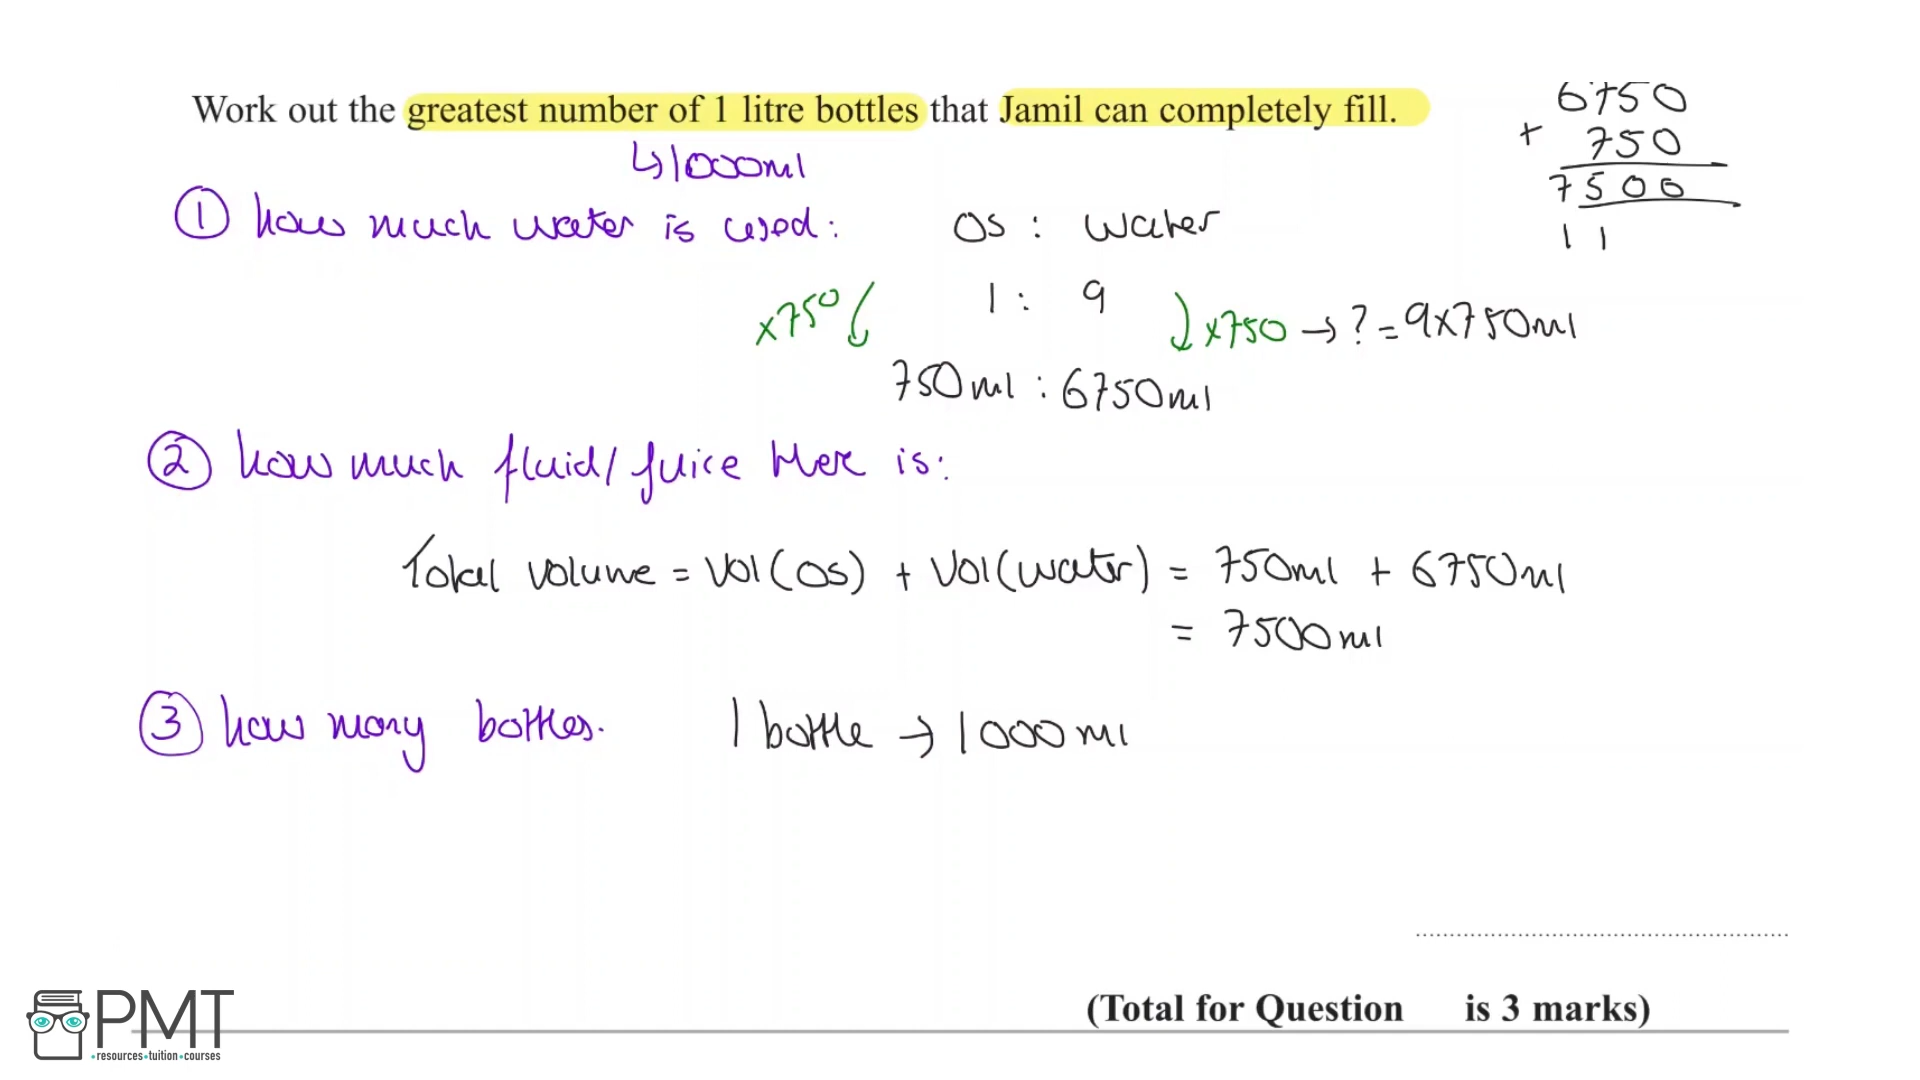 Work out the greatest number of 1 litre bottles that Jamil can completely fill.
↳1000ml
6750
+ 750
7500
1 1
① how much water is used: OS : water
x750 1 : 9 x750 → ? = 9x750ml
750ml : 6750ml
② how much fluid/juice there is:
Total volume = Vol(OS) + Vol(water) = 750ml + 6750ml
= 7500ml
③ how many bottles. 1 bottle → 1000ml
(Total for Question is 3 marks)
PMT
•resources•tuition•courses